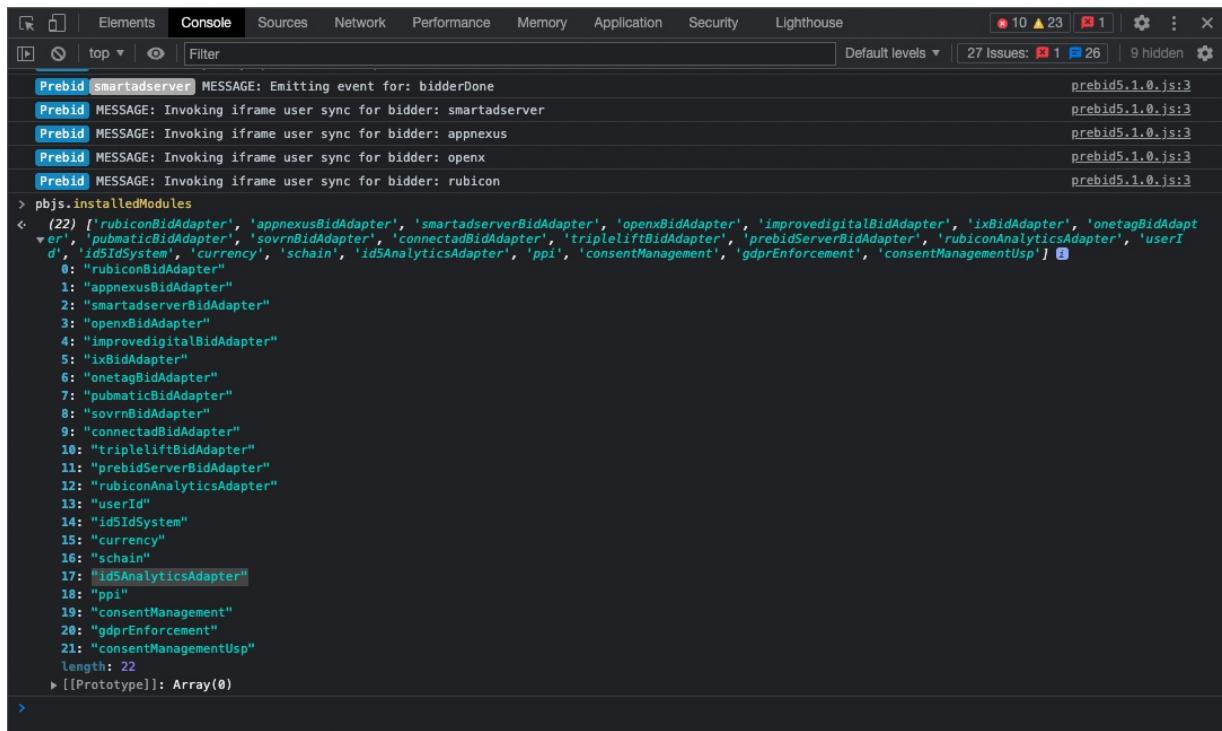 Elements Console Sources Network Performance Memory Application Security Lighthouse 10 23 1
top Filter Default levels 27 Issues: 1 26 9 hidden
Prebid smartadserver MESSAGE: Emitting event for: bidderDone prebid5.1.0.js:3
Prebid MESSAGE: Invoking iframe user sync for bidder: smartadserver prebid5.1.0.js:3
Prebid MESSAGE: Invoking iframe user sync for bidder: appnexus prebid5.1.0.js:3
Prebid MESSAGE: Invoking iframe user sync for bidder: openx prebid5.1.0.js:3
Prebid MESSAGE: Invoking iframe user sync for bidder: rubicon prebid5.1.0.js:3
> pbjs.installedModules
(22) ['rubiconBidAdapter', 'appnexusBidAdapter', 'smartadserverBidAdapter', 'openxBidAdapter', 'improvedigitalBidAdapter', 'ixBidAdapter', 'onetagBidAdapt
er', 'pubmaticBidAdapter', 'sovrnBidAdapter', 'connectadBidAdapter', 'tripleliftBidAdapter', 'prebidServerBidAdapter', 'rubiconAnalyticsAdapter', 'userI
d', 'id5IdSystem', 'currency', 'schain', 'id5AnalyticsAdapter', 'ppi', 'consentManagement', 'gdprEnforcement', 'consentManagementUsp'] i
0: "rubiconBidAdapter"
1: "appnexusBidAdapter"
2: "smartadserverBidAdapter"
3: "openxBidAdapter"
4: "improvedigitalBidAdapter"
5: "ixBidAdapter"
6: "onetagBidAdapter"
7: "pubmaticBidAdapter"
8: "sovrnBidAdapter"
9: "connectadBidAdapter"
10: "tripleliftBidAdapter"
11: "prebidServerBidAdapter"
12: "rubiconAnalyticsAdapter"
13: "userId"
14: "id5IdSystem"
15: "currency"
16: "schain"
17: "id5AnalyticsAdapter"
18: "ppi"
19: "consentManagement"
20: "gdprEnforcement"
21: "consentManagementUsp"
length: 22
[[Prototype]]: Array(0)
>